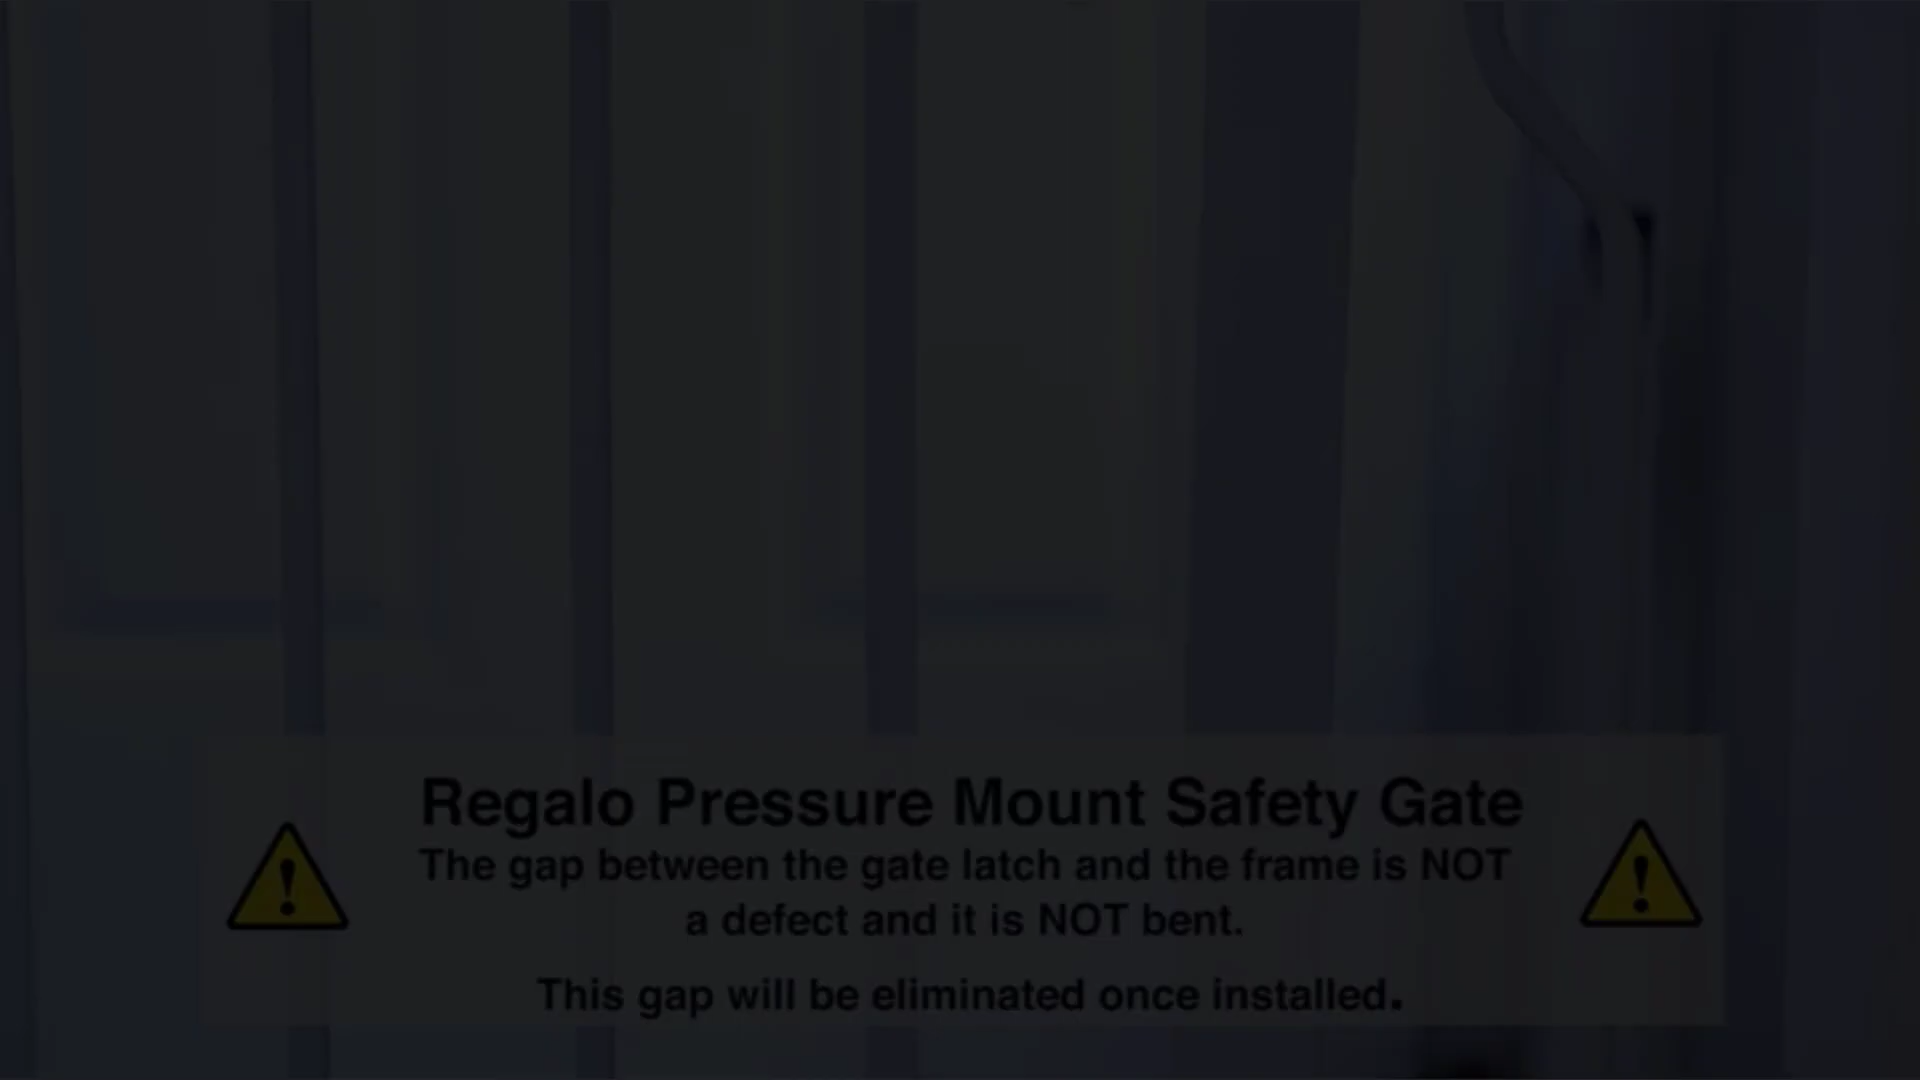 Regalo Pressure Mount Safety Gate
The gap between the gate latch and the frame is NOT
a defect and it is NOT bent.
This gap will be eliminated once installed.